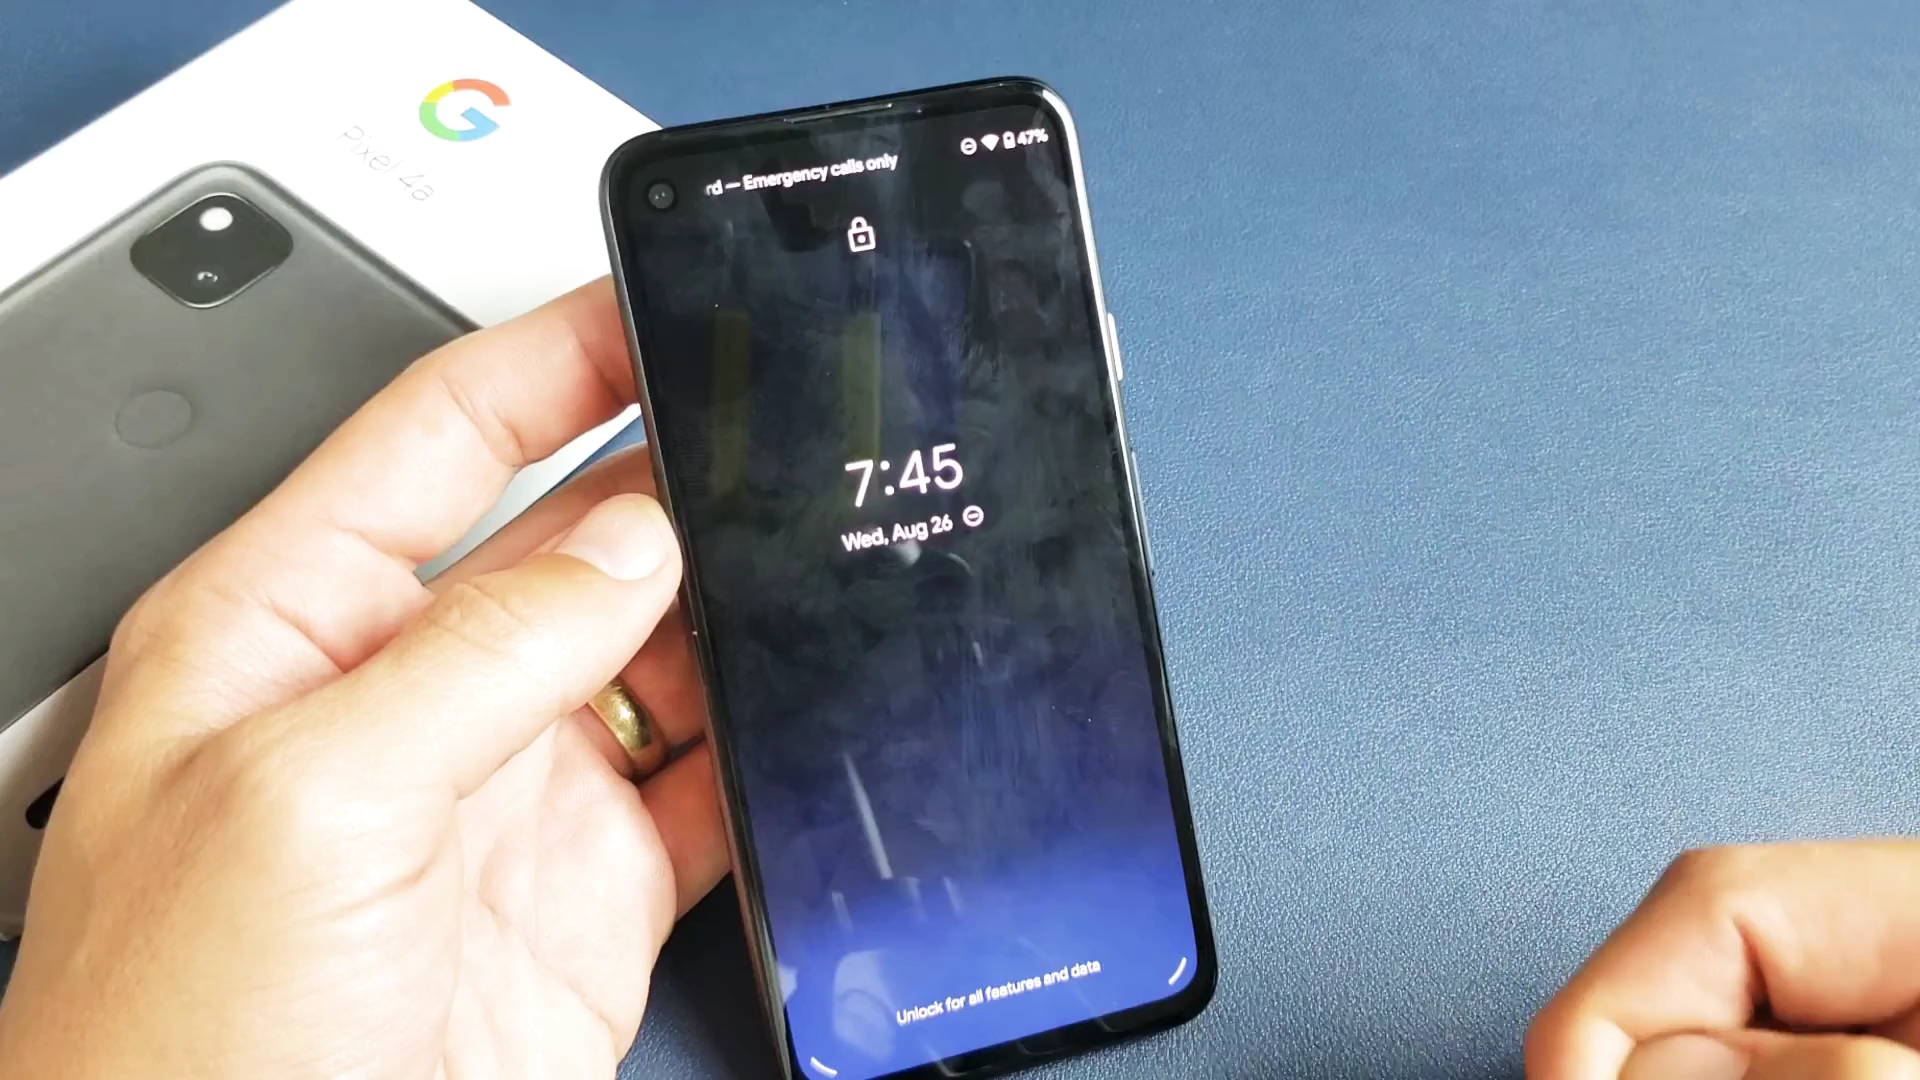 G
Pixel 4a
47%
rd — Emergency calls only
7:45
Wed, Aug 26
Unlock for all features and data